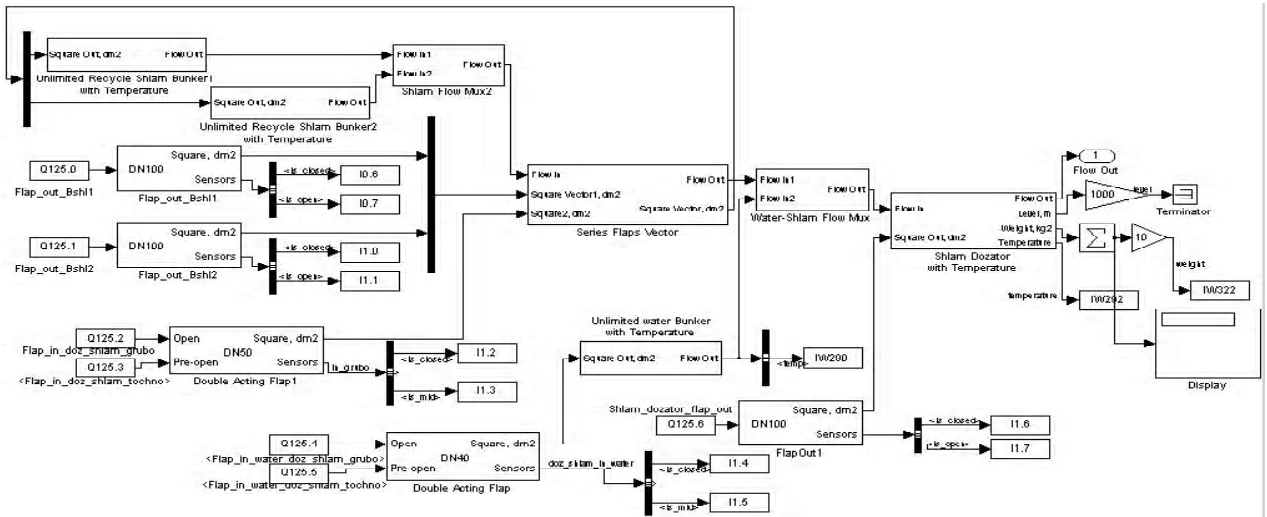 Square Out, dm2 Flow Out
Unlimited Recycle Shlam Bunker1
with Temperature
Square Out, dm2 Flow Out
Unlimited Recycle Shlam Bunker2
with Temperature
Flow In1
Flow In2
Flow Out
Shlam Flow Mux2
Q125.0
Flap_out_Bshl1
DN100
Square, dm2
Sensors
Flap_out_Bshl1
<is_closed>
I0.6
<is_open>
I0.7
Q125.1
Flap_out_Bshl2
DN100
Square, dm2
Sensors
Flap_out_Bshl2
<is_closed>
I1.0
<is_open>
I1.1
Flow In
Square Vector1, dm2
Square2, dm2
Flow Out
Square Vector, dm2
Series Flaps Vector
Flow In1
Flow In2
Flow Out
Water-Shlam Flow Mux
Flow In
Square Out, dm2
Flow Out
Level, m
Weight, kg2
Temperature
Shlam Dozator
with Temperature
1
Flow Out
1000
level
Terminator
10
weight
IW322
temperature
IW292
Display
Q125.2
Flap_in_doz_shlam_grubo
Q125.3
<Flap_in_doz_shlam_tochno>
Open
Pre-open
DN50
Square, dm2
Sensors
Double Acting Flap1
in_grubo
<is_closed>
I1.2
<is_mid>
I1.3
Unlimited water Bunker
with Temperature
Square Out, dm2 Flow Out
<temp>
Q125.4
<Flap_in_water_doz_shlam_grubo>
Q125.5
<Flap_in_water_doz_shlam_tochno>
Open
Pre-open
DN40
Square, dm2
Sensors
Double Acting Flap
doz_shlam_in_water
<is_closed>
I1.4
<is_mid>
I1.5
Shlam_dozator_flap_out
Q125.6
DN100
Square, dm2
Sensors
FlapOut1
<is_closed>
I1.6
<is_open>
I1.7